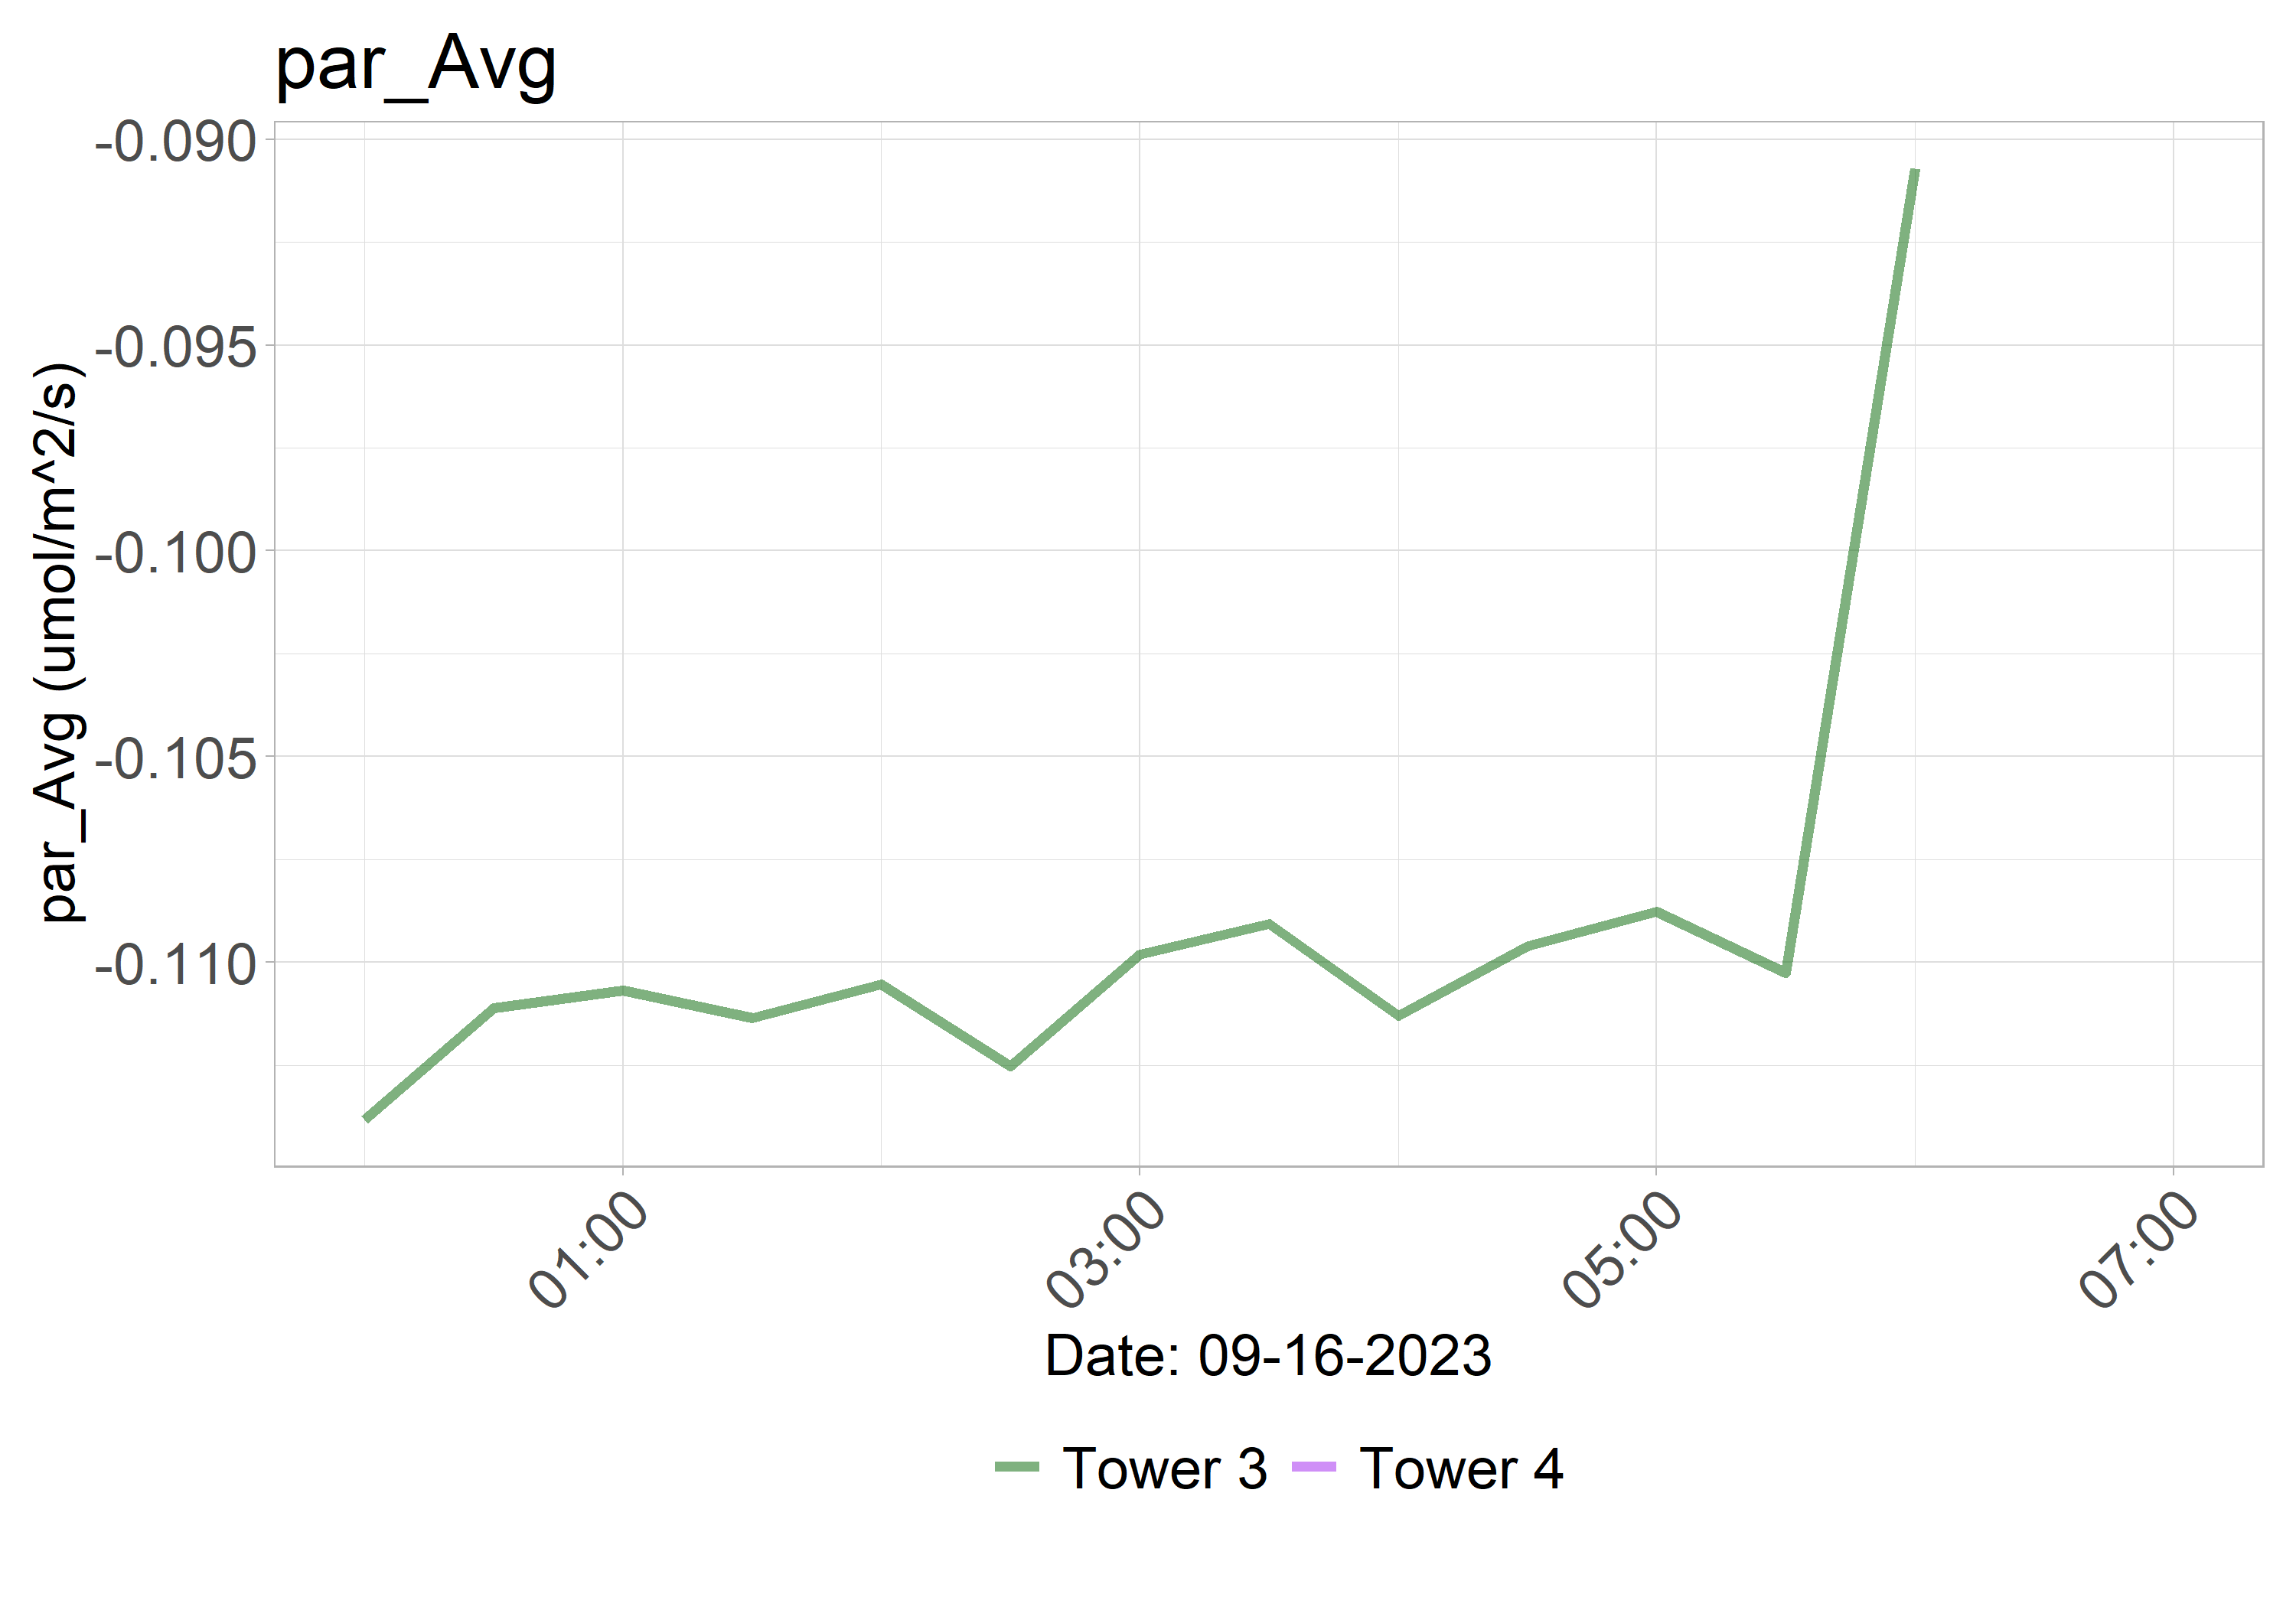 par_Avg
par_Avg (umol/m^2/s)
-0.090
-0.095
-0.100
-0.105
-0.110
01:00
03:00
05:00
07:00
Date: 09-16-2023
Tower 3 Tower 4